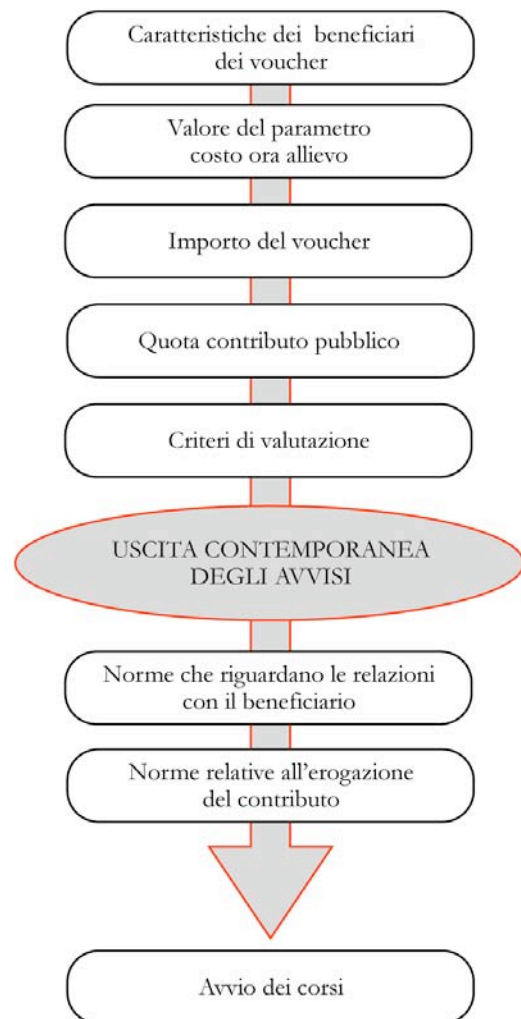 Caratteristiche dei beneficiari
dei voucher
Valore del parametro
costo ora allievo
Importo del voucher
Quota contributo pubblico
Criteri di valutazione
USCITA CONTEMPORANEA
DEGLI AVVISI
Norme che riguardano le relazioni
con il beneficiario
Norme relative all'erogazione
del contributo
Avvio dei corsi